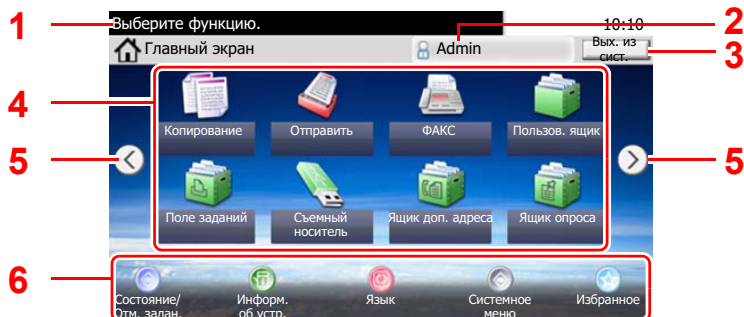 1 Выберите функцию. 10:10 2
Главный экран Admin Вых. из сист. 3
4
Копирование Отправить ФАКС Пользов. ящик
5 5
Поле заданий Съемный носитель Ящик доп. адреса Ящик опроса
6
Состояние/ Отм. задан. Информ. об устр. Язык Системное меню Избранное